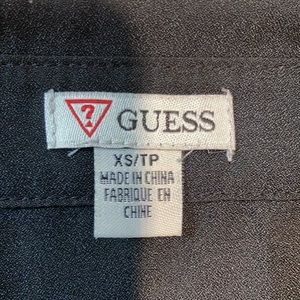 ? GUESS
XS/TP
MADE IN CHINA
FABRIQUE EN
CHINE